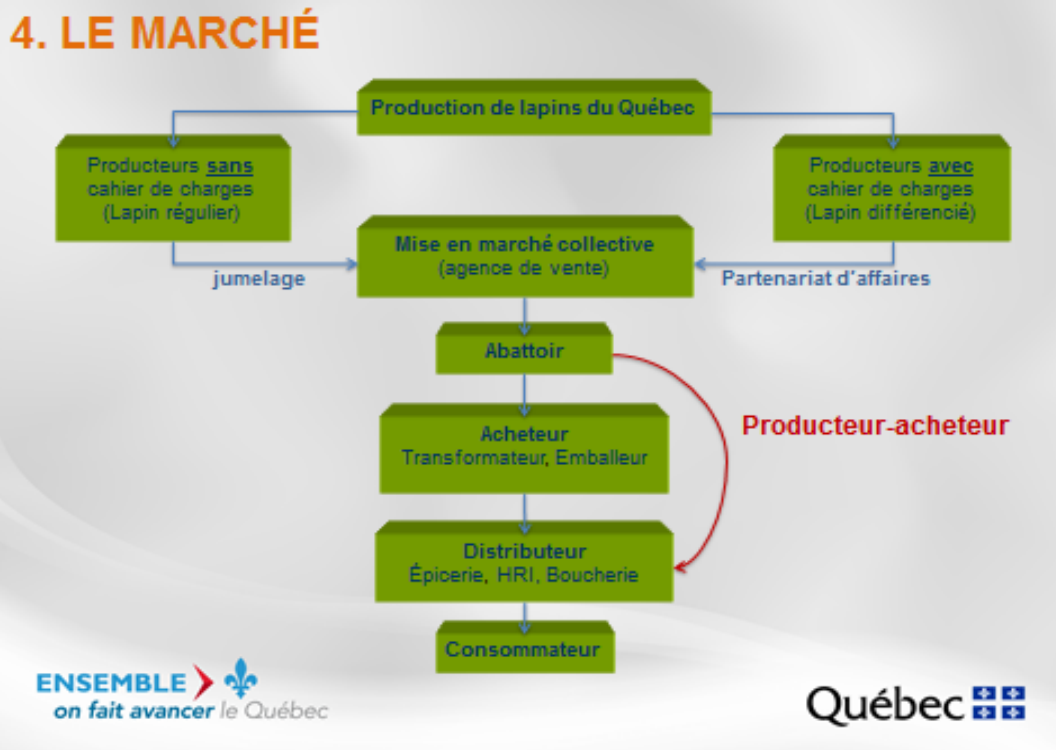 4. LE MARCHÉ
Production de lapins du Québec
Producteurs sans
cahier de charges
(Lapin régulier)
Producteurs avec
cahier de charges
(Lapin différencié)
Mise en marché collective
(agence de vente)
jumelage
Partenariat d'affaires
Abattoir
Acheteur
Transformateur, Emballeur
Producteur-acheteur
Distributeur
Épicerie, HRI, Boucherie
Consommateur
ENSEMBLE
on fait avancer le Québec
Québec